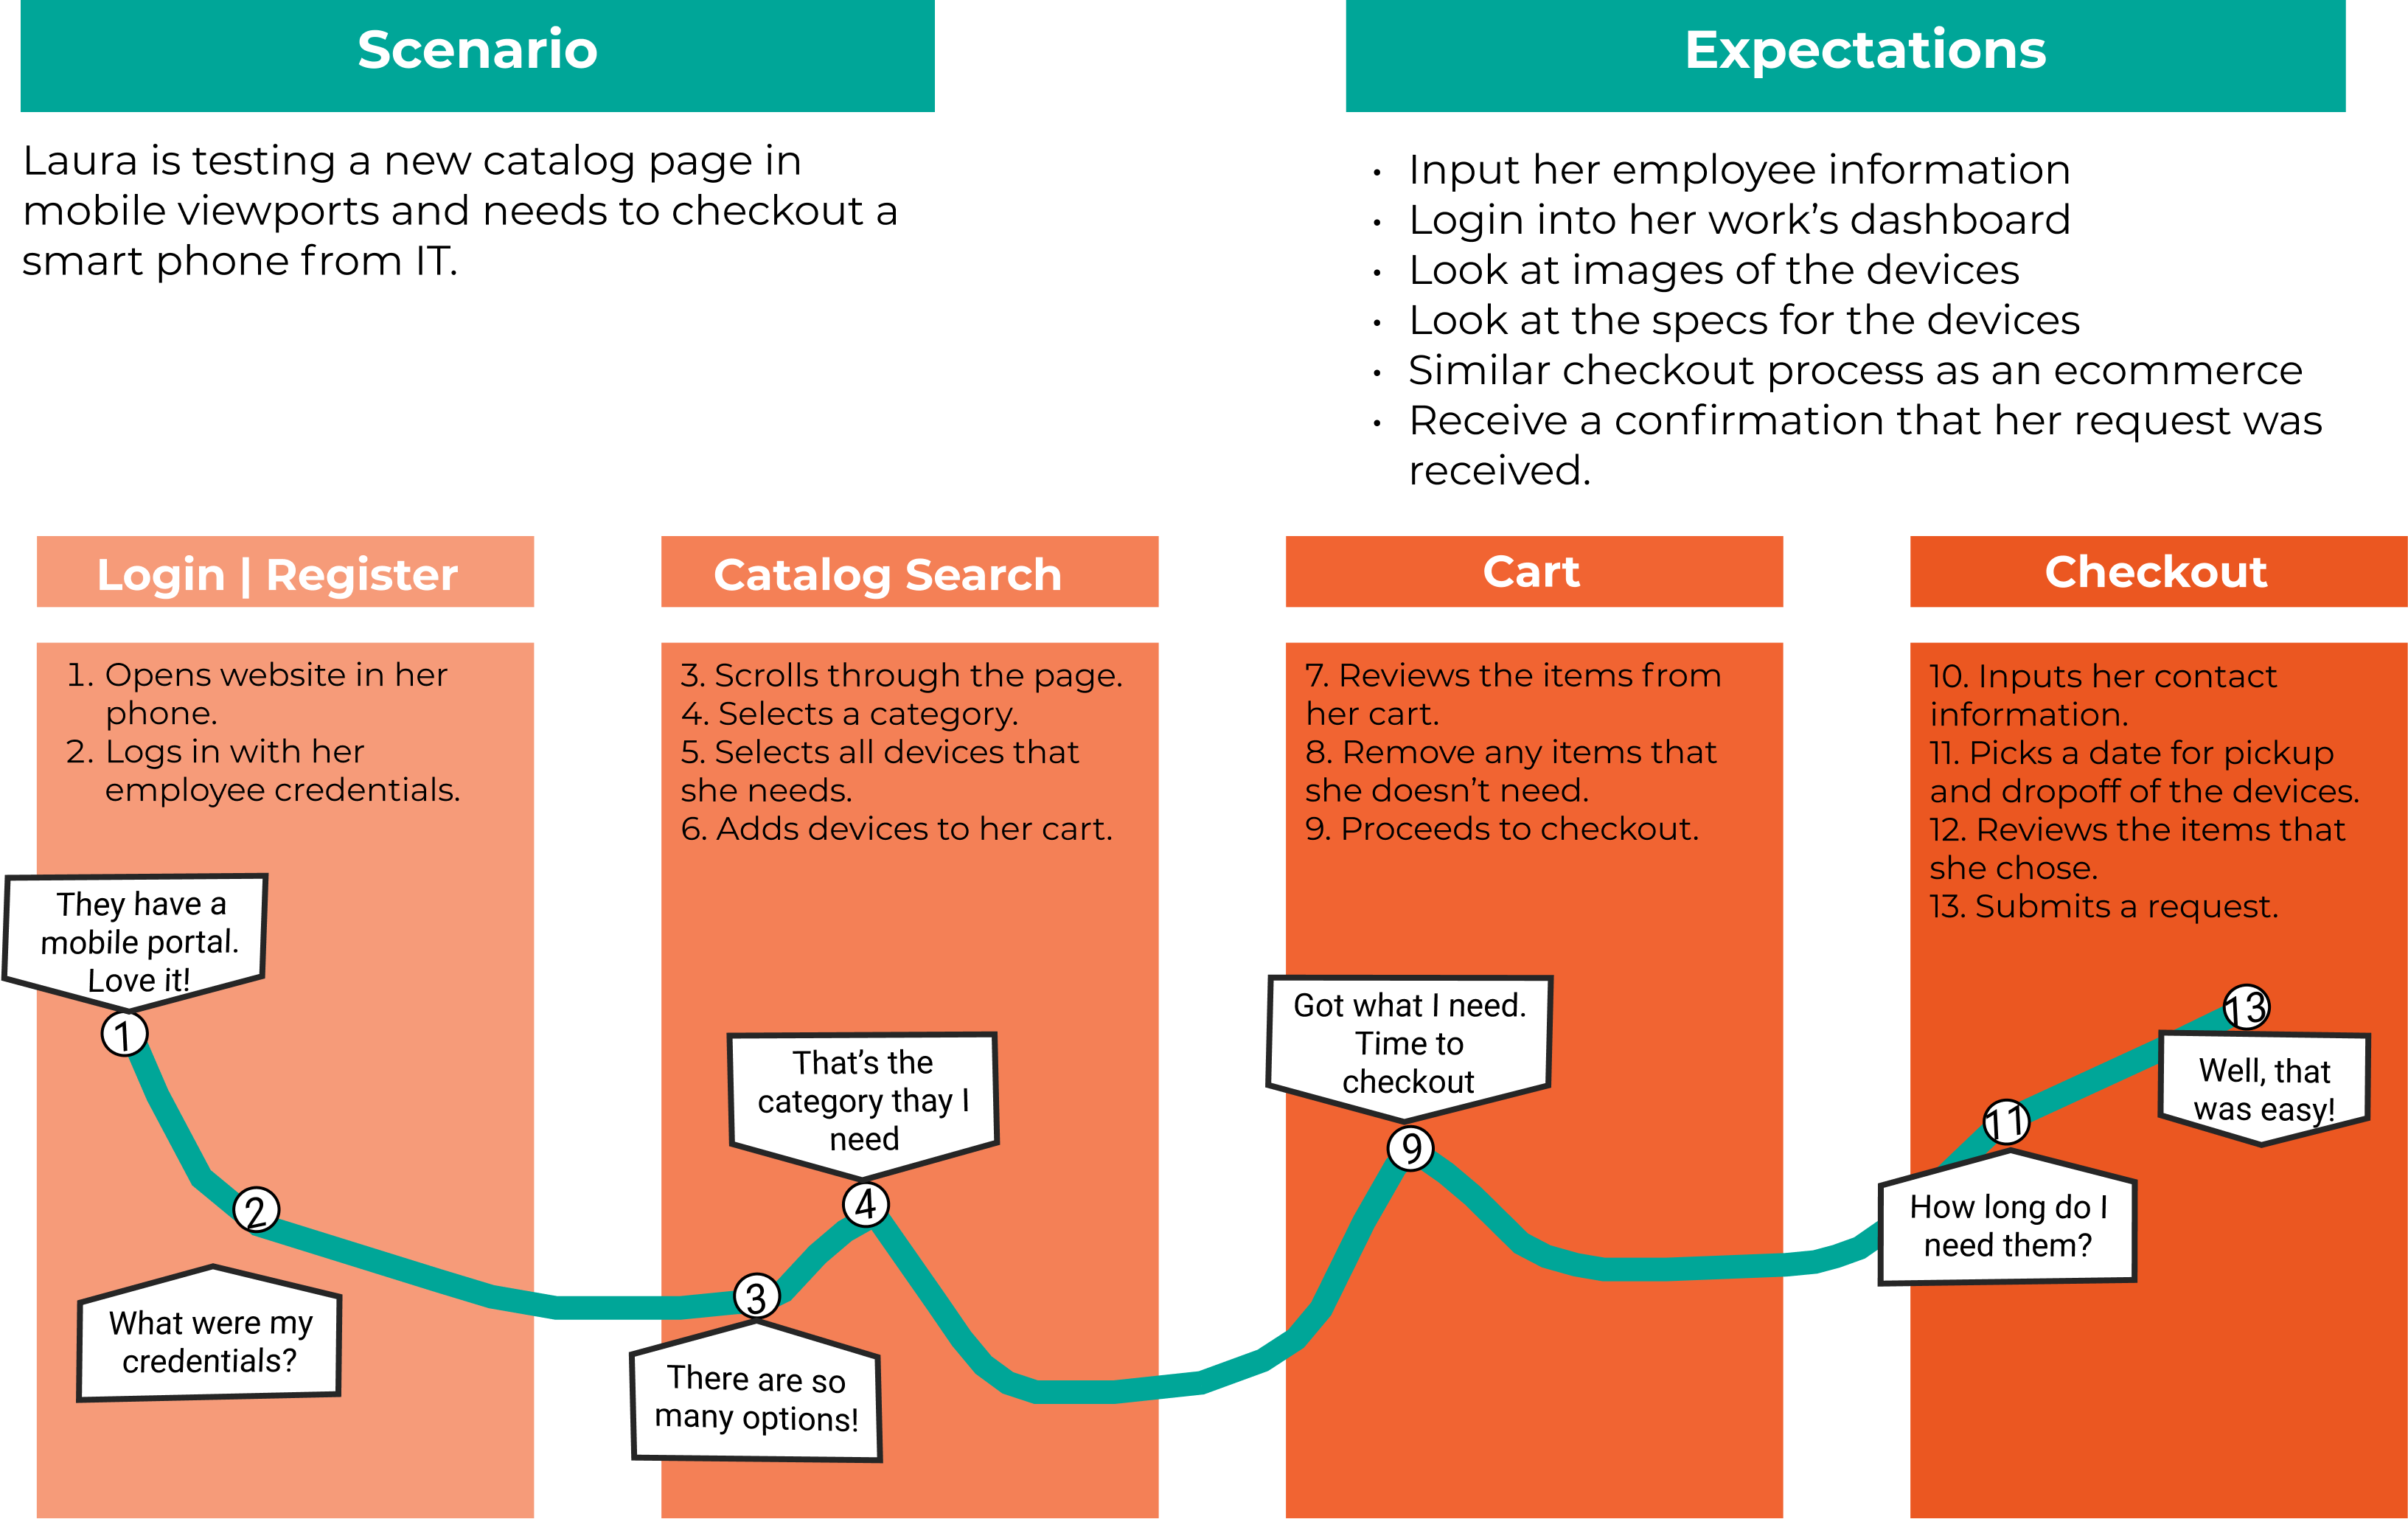 Scenario
Laura is testing a new catalog page in
mobile viewports and needs to checkout a
smart phone from IT.
Expectations
• Input her employee information
• Login into her work’s dashboard
• Look at images of the devices
• Look at the specs for the devices
• Similar checkout process as an ecommerce
• Receive a confirmation that her request was
received.
Login | Register
1. Opens website in her
phone.
2. Logs in with her
employee credentials.
They have a
mobile portal.
Love it!
1
2
What were my
credentials?
Catalog Search
3. Scrolls through the page.
4. Selects a category.
5. Selects all devices that
she needs.
6. Adds devices to her cart.
That’s the
category thay I
need
4
3
There are so
many options!
Cart
7. Reviews the items from
her cart.
8. Remove any items that
she doesn’t need.
9. Proceeds to checkout.
Got what I need.
Time to
checkout
9
Checkout
10. Inputs her contact
information.
11. Picks a date for pickup
and dropoff of the devices.
12. Reviews the items that
she chose.
13. Submits a request.
13
Well, that
was easy!
11
How long do I
need them?